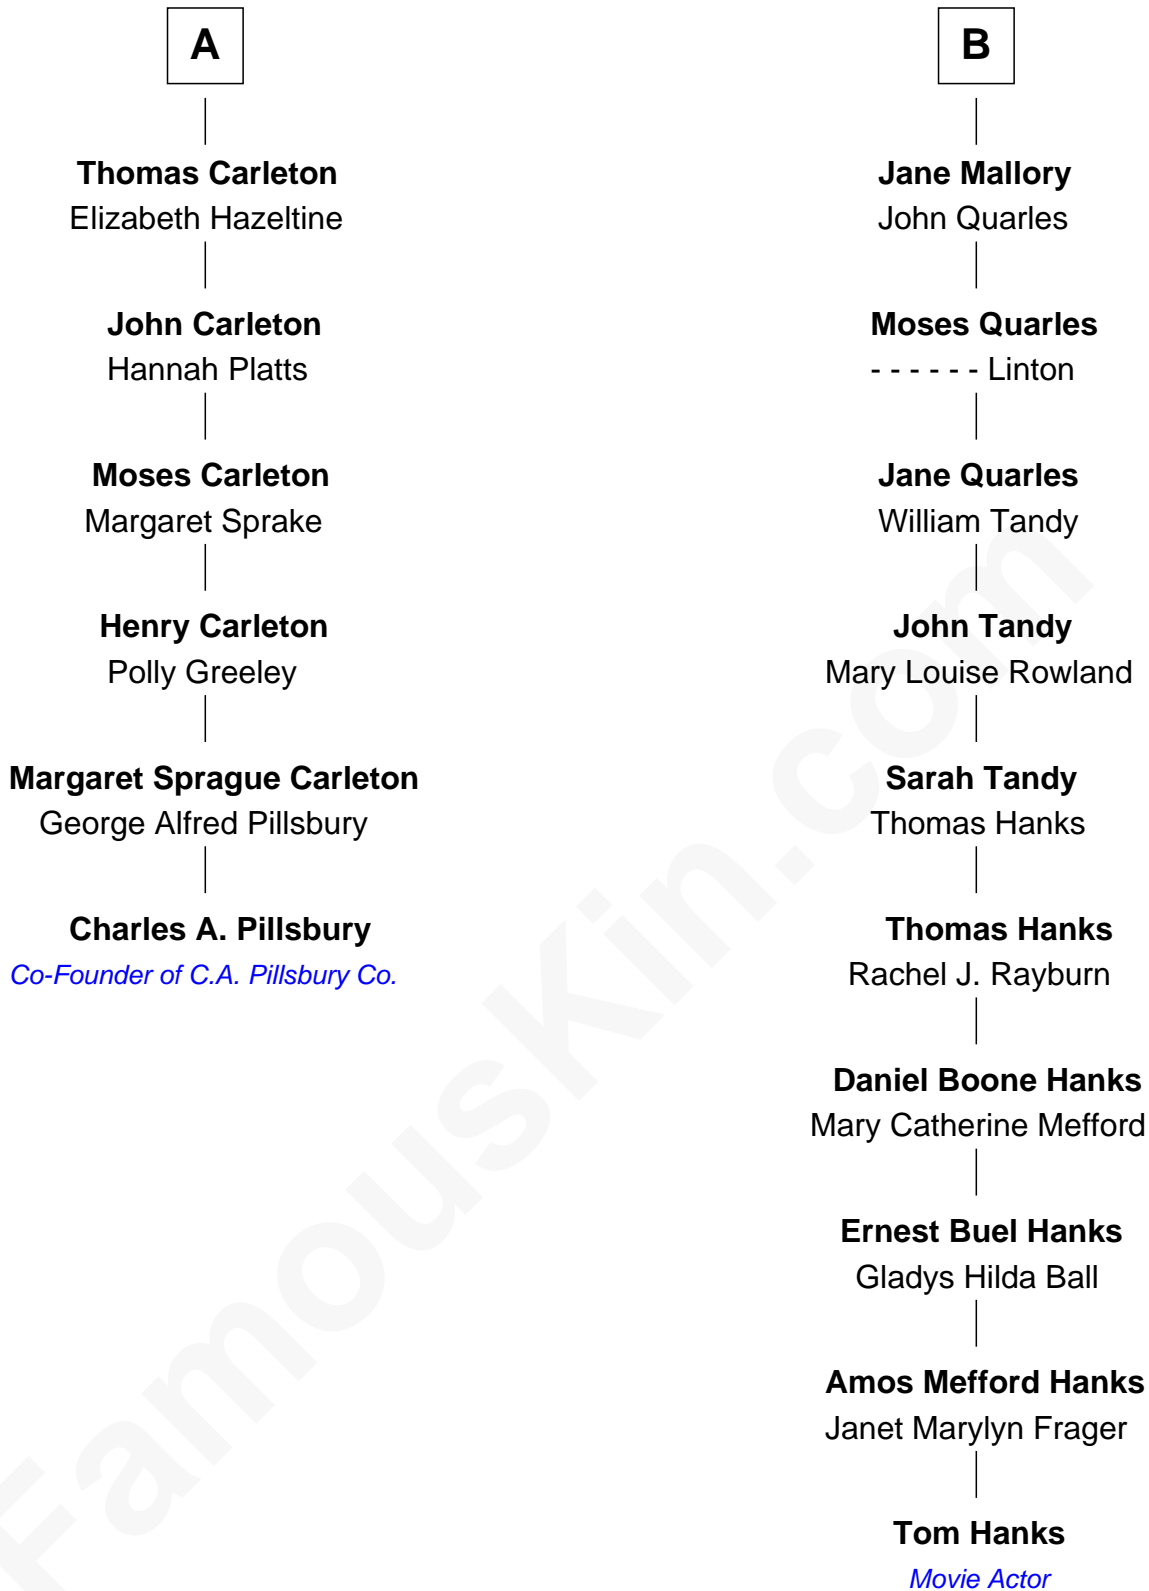 A
Thomas Carleton
Elizabeth Hazeltine
John Carleton
Hannah Platts
Moses Carleton
Margaret Sprake
Henry Carleton
Polly Greeley
Margaret Sprague Carleton
George Alfred Pillsbury
Charles A. Pillsbury
Co-Founder of C.A. Pillsbury Co.
B
Jane Mallory
John Quarles
Moses Quarles
- - - - - - Linton
Jane Quarles
William Tandy
John Tandy
Mary Louise Rowland
Sarah Tandy
Thomas Hanks
Thomas Hanks
Rachel J. Rayburn
Daniel Boone Hanks
Mary Catherine Mefford
Ernest Buel Hanks
Gladys Hilda Ball
Amos Mefford Hanks
Janet Marylyn Frager
Tom Hanks
Movie Actor
FamousKin.com